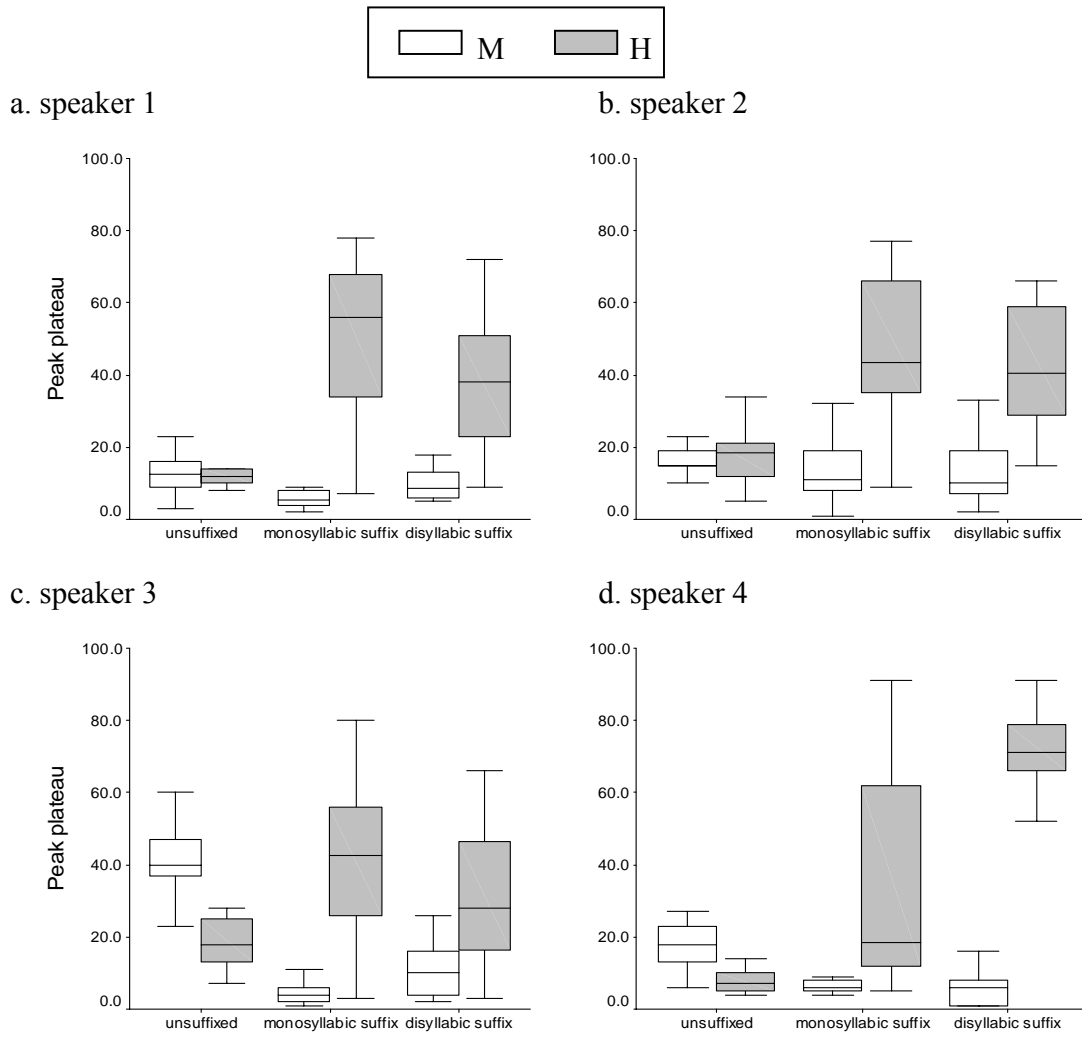 M H
a. speaker 1
b. speaker 2
100.0
80.0
60.0
40.0
20.0
0.0
Peak plateau
unsuffixed monosyllabic suffix disyllabic suffix
100.0
80.0
60.0
40.0
20.0
0.0
unsuffixed monosyllabic suffix disyllabic suffix
c. speaker 3
d. speaker 4
100.0
80.0
60.0
40.0
20.0
0.0
Peak plateau
unsuffixed monosyllabic suffix disyllabic suffix
100.0
80.0
60.0
40.0
20.0
0.0
unsuffixed monosyllabic suffix disyllabic suffix